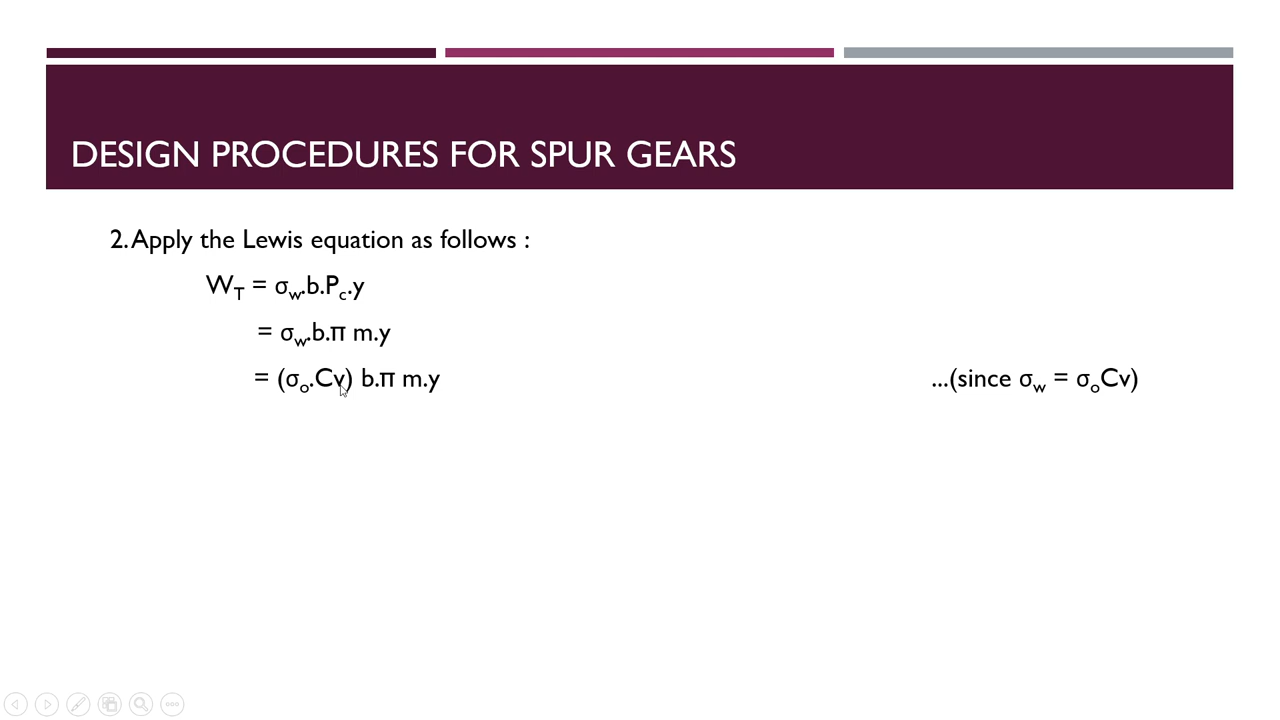 DESIGN PROCEDURES FOR SPUR GEARS
2. Apply the Lewis equation as follows :
W_T = σ_w.b.P_c.y
= σ_w.b.π m.y
= (σ_o.Cv) b.π m.y ...(since σ_w = σ_oCv)